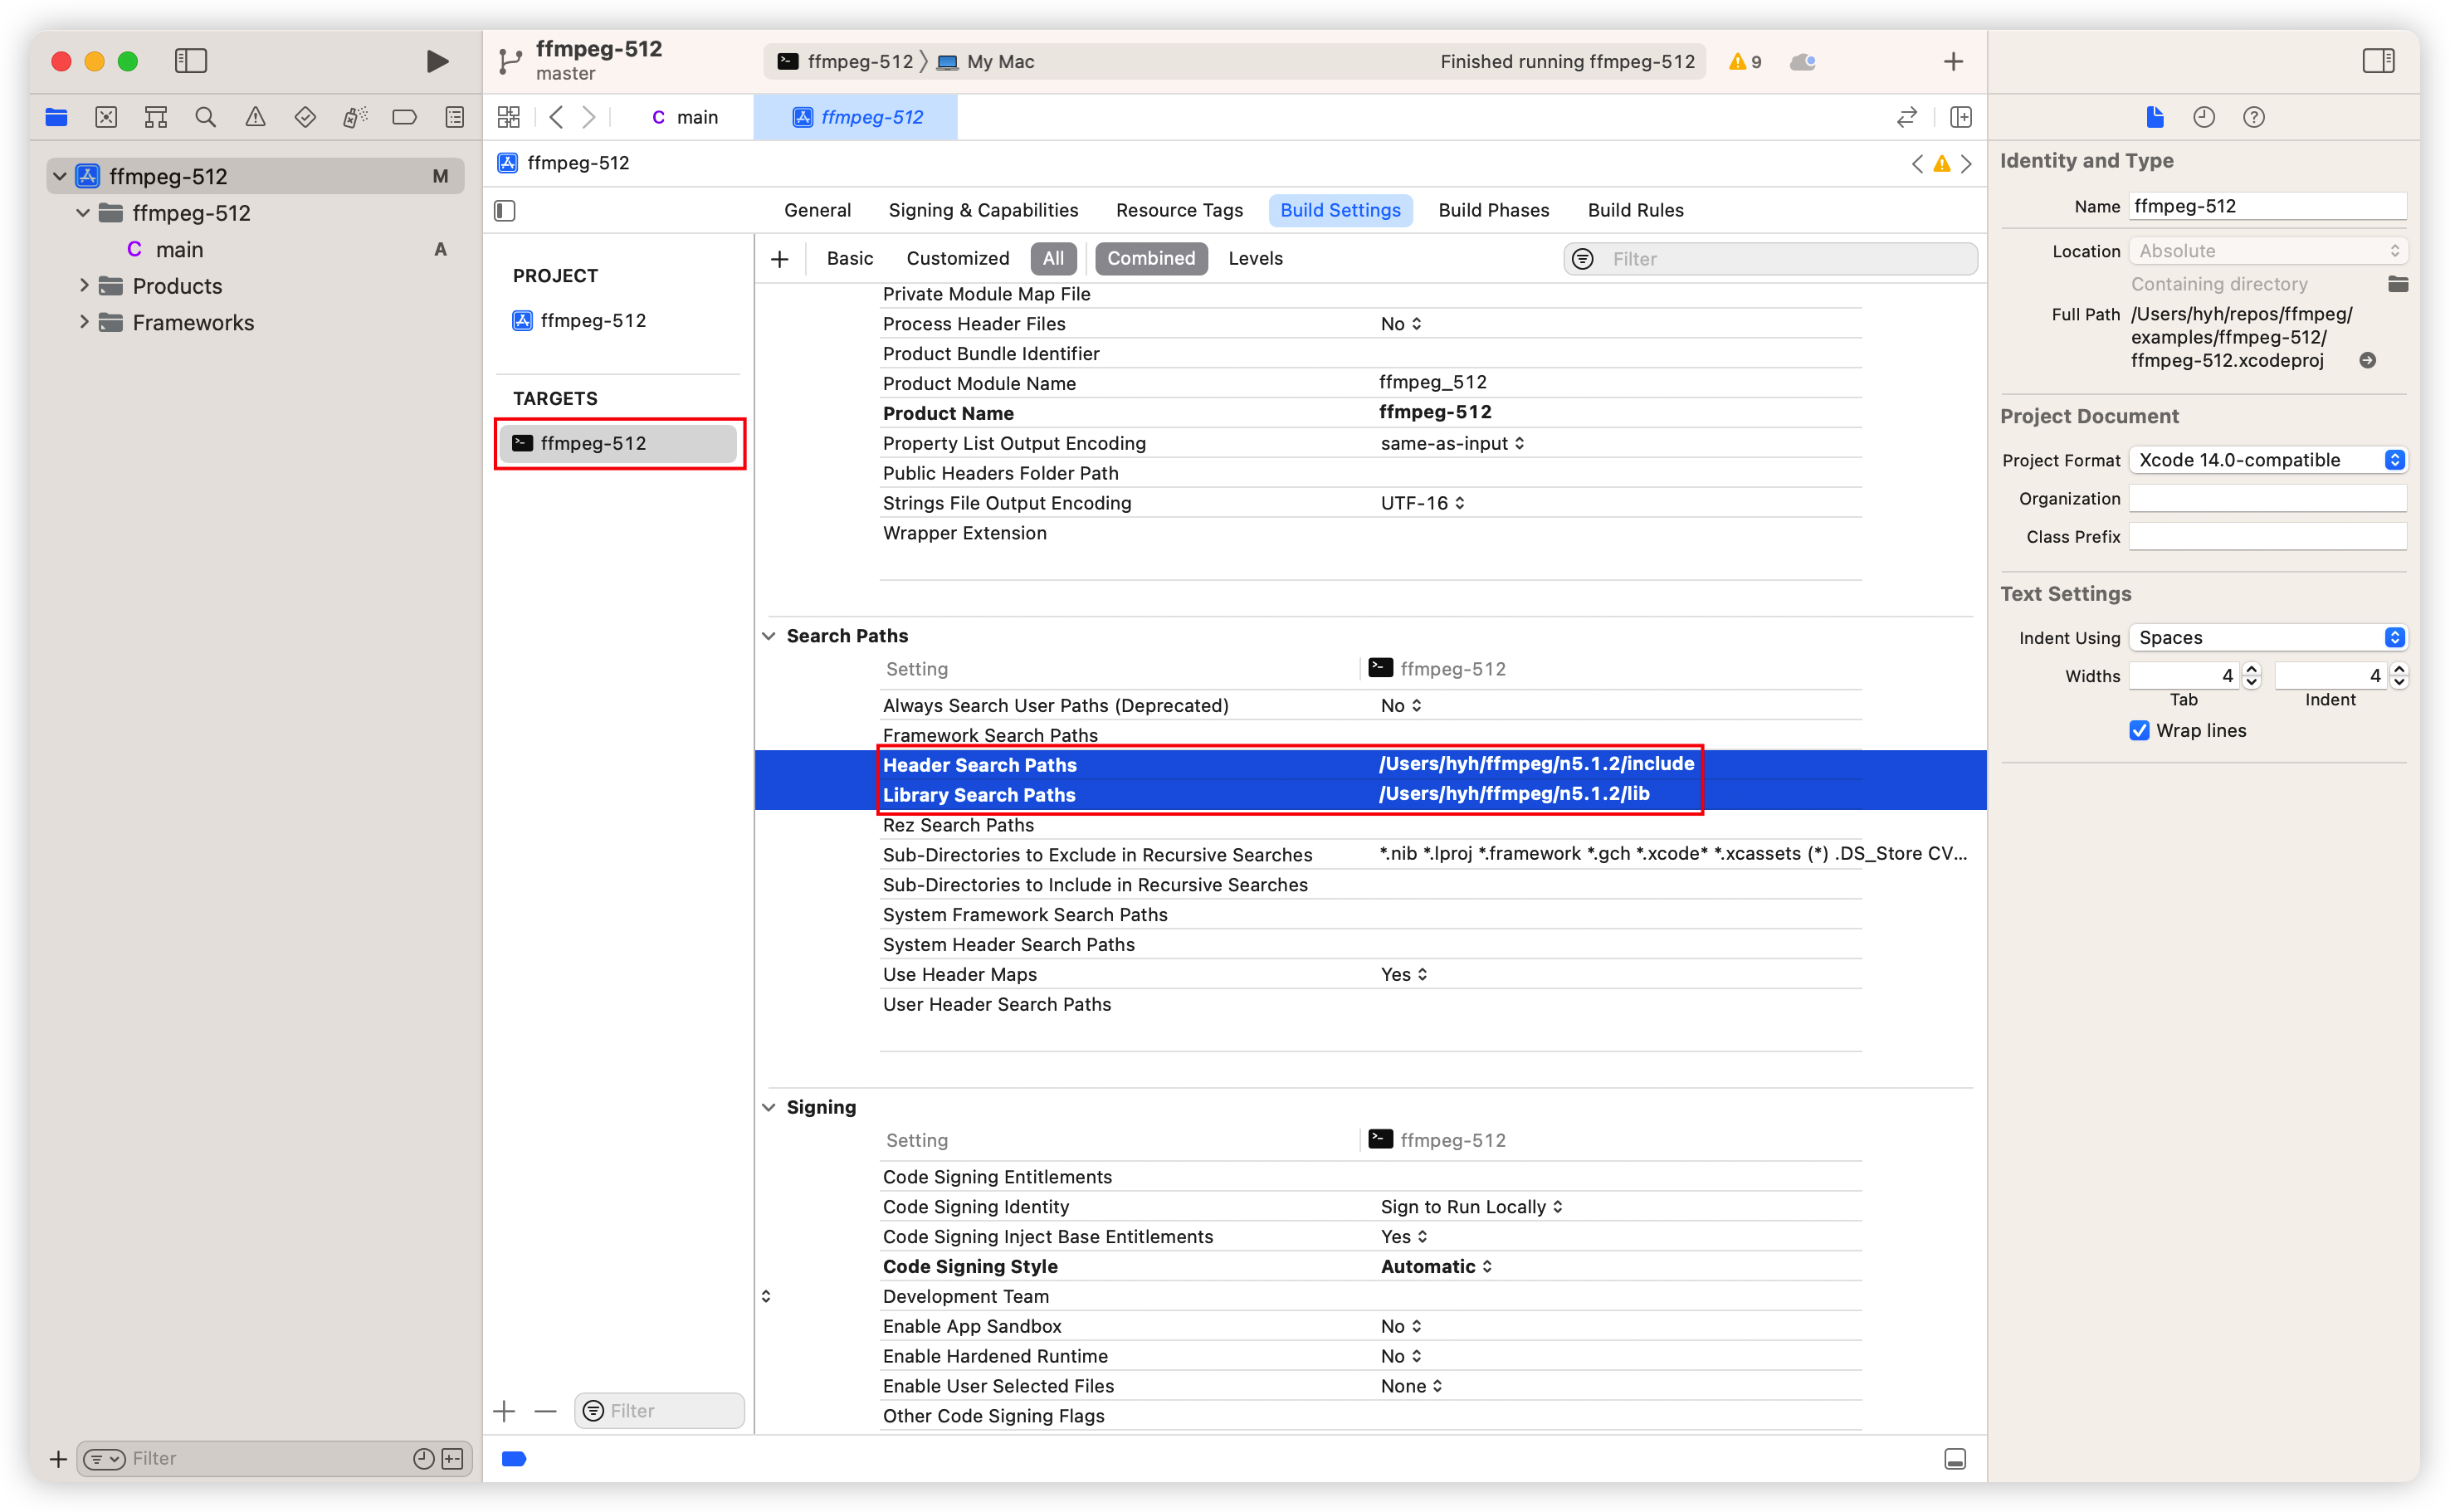 ffmpeg-512
master
ffmpeg-512
My Mac
Finished running ffmpeg-512
9
C main
ffmpeg-512
ffmpeg-512
ffmpeg-512 M
ffmpeg-512
C main A
Products
Frameworks
Filter
General
Signing & Capabilities
Resource Tags
Build Settings
Build Phases
Build Rules
PROJECT
ffmpeg-512
TARGETS
ffmpeg-512
Filter
Basic
Customized
All
Combined
Levels
Filter
Private Module Map File
Process Header Files No
Product Bundle Identifier
Product Module Name ffmpeg_512
Product Name ffmpeg-512
Property List Output Encoding same-as-input
Public Headers Folder Path
Strings File Output Encoding UTF-16
Wrapper Extension
Search Paths
Setting ffmpeg-512
Always Search User Paths (Deprecated) No
Framework Search Paths
Header Search Paths /Users/hyh/ffmpeg/n5.1.2/include
Library Search Paths /Users/hyh/ffmpeg/n5.1.2/lib
Rez Search Paths
Sub-Directories to Exclude in Recursive Searches *.nib *.lproj *.framework *.gch *.xcode* *.xcassets (*) .DS_Store CV...
Sub-Directories to Include in Recursive Searches
System Framework Search Paths
System Header Search Paths
Use Header Maps Yes
User Header Search Paths
Signing
Setting ffmpeg-512
Code Signing Entitlements
Code Signing Identity Sign to Run Locally
Code Signing Inject Base Entitlements Yes
Code Signing Style Automatic
Development Team
Enable App Sandbox No
Enable Hardened Runtime No
Enable User Selected Files None
Other Code Signing Flags
Identity and Type
Name ffmpeg-512
Location Absolute
Containing directory
Full Path /Users/hyh/repos/ffmpeg/
examples/ffmpeg-512/
ffmpeg-512.xcodeproj
Project Document
Project Format Xcode 14.0-compatible
Organization
Class Prefix
Text Settings
Indent Using Spaces
Widths 4 4
Tab Indent
Wrap lines